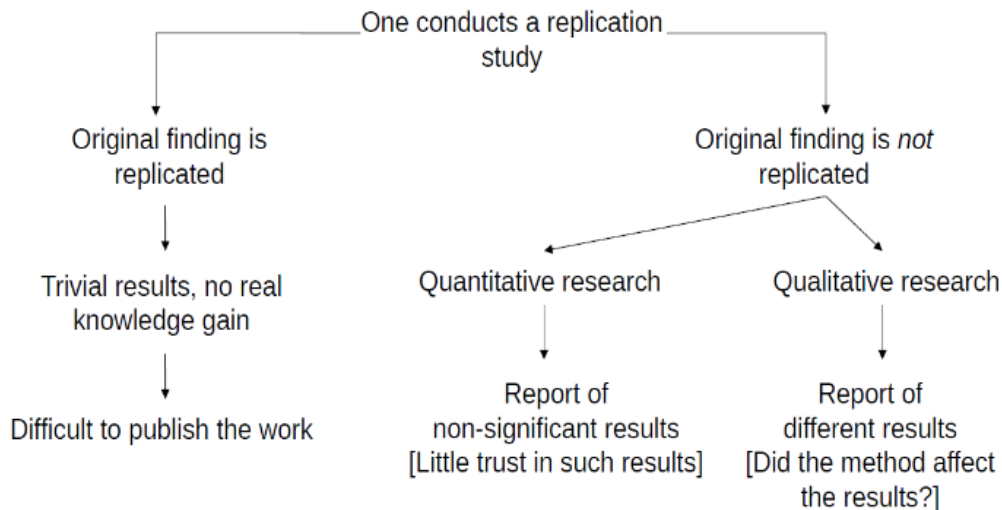 One conducts a replication
study
Original finding is
replicated
Original finding is not
replicated
Trivial results, no real
knowledge gain
Quantitative research
Qualitative research
Difficult to publish the work
Report of
non-significant results
[Little trust in such results]
Report of
different results
[Did the method affect
the results?]